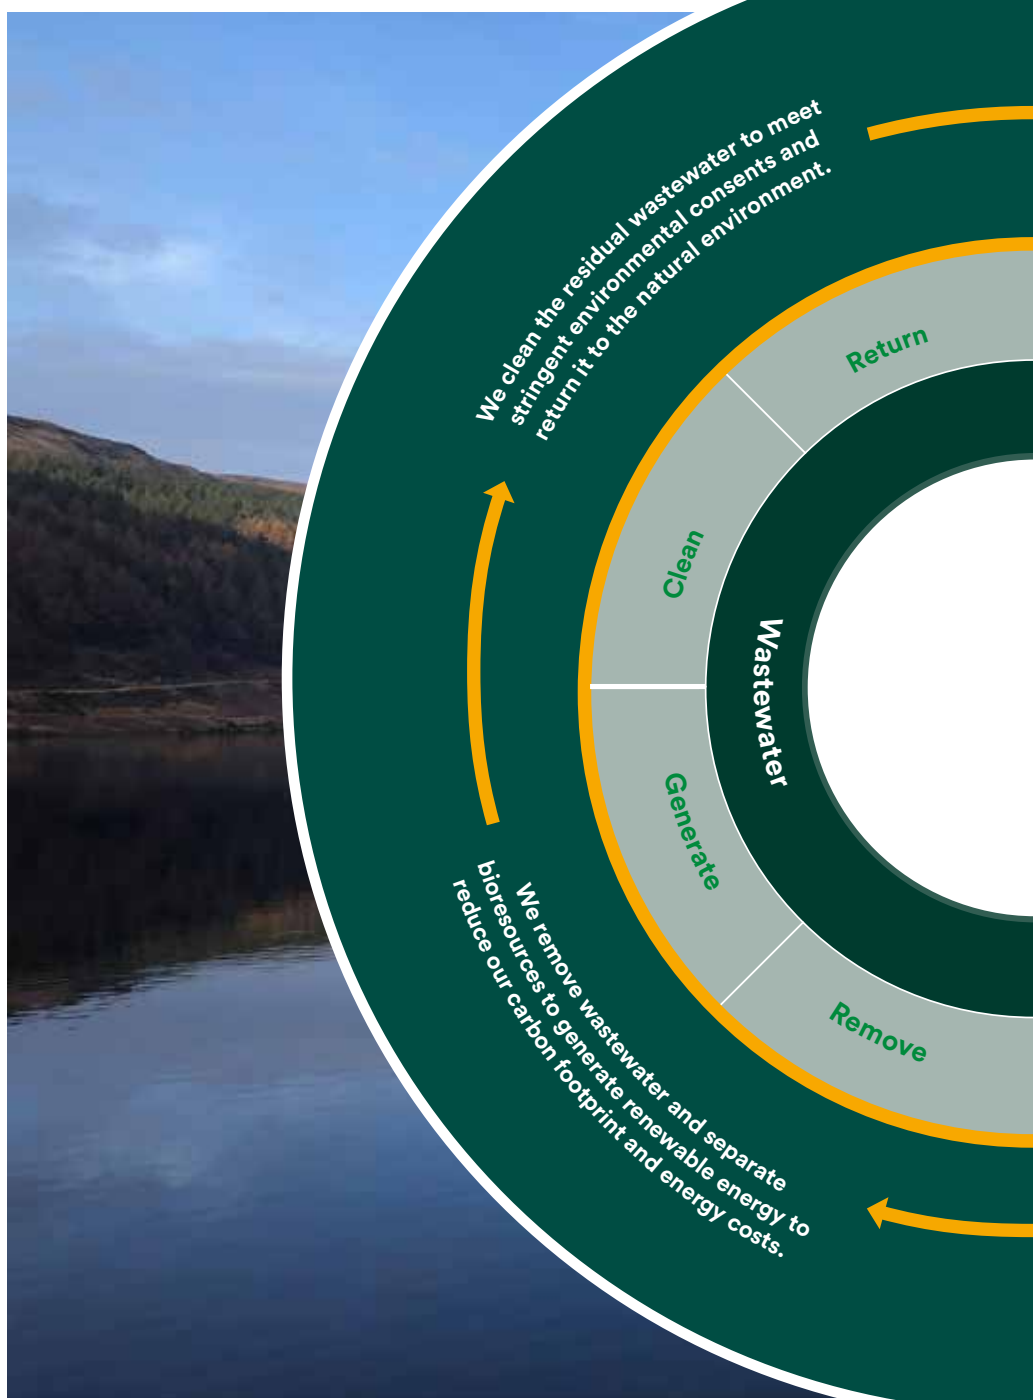 We clean the residual wastewater to meet
stringent environmental consents and
return it to the natural environment.
Return
Clean
Wastewater
Generate
Remove
We remove wastewater and separate
bioresources to generate renewable energy to
reduce our carbon footprint and energy costs.